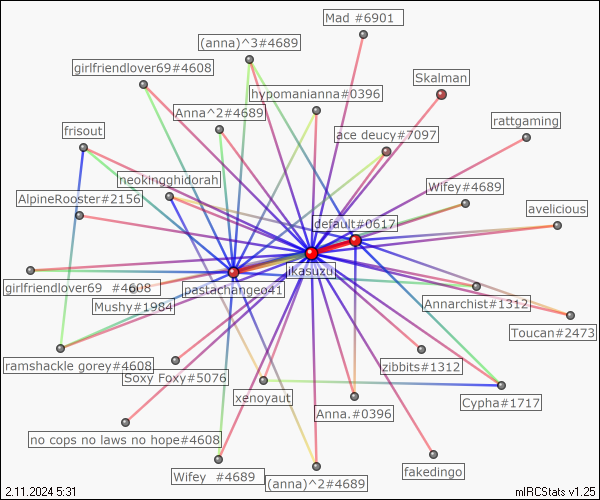 Mad #6901
(anna)^3#4689
girlfriendlover69#4608
Skalman
hypomanianna#0396
Anna^2#4689
rattgaming
frisout
ace deucy#7097
neokingghidorah
Wifey#4689
AlpineRooster#2156
avelicious
default#0617
jkasuzu
girlfriendlover69 #4608
pastachangeo41
Mushy#1984
Annarchist#1312
Toucan#2473
ramshackle gorey#4608
zibbits#1312
Soxy Foxy#5076
xenoyaut
Cypha#1717
Anna.#0396
no cops no laws no hope#4608
fakedingo
Wifey #4689
(anna)^2#4689
2.11.2024 5:31
mIRCStats v1.25